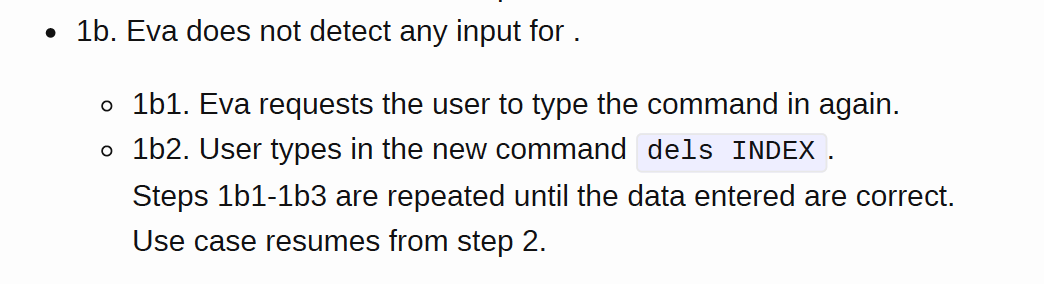 1b. Eva does not detect any input for .
1b1. Eva requests the user to type the command in again.
1b2. User types in the new command dels INDEX.
Steps 1b1-1b3 are repeated until the data entered are correct.
Use case resumes from step 2.